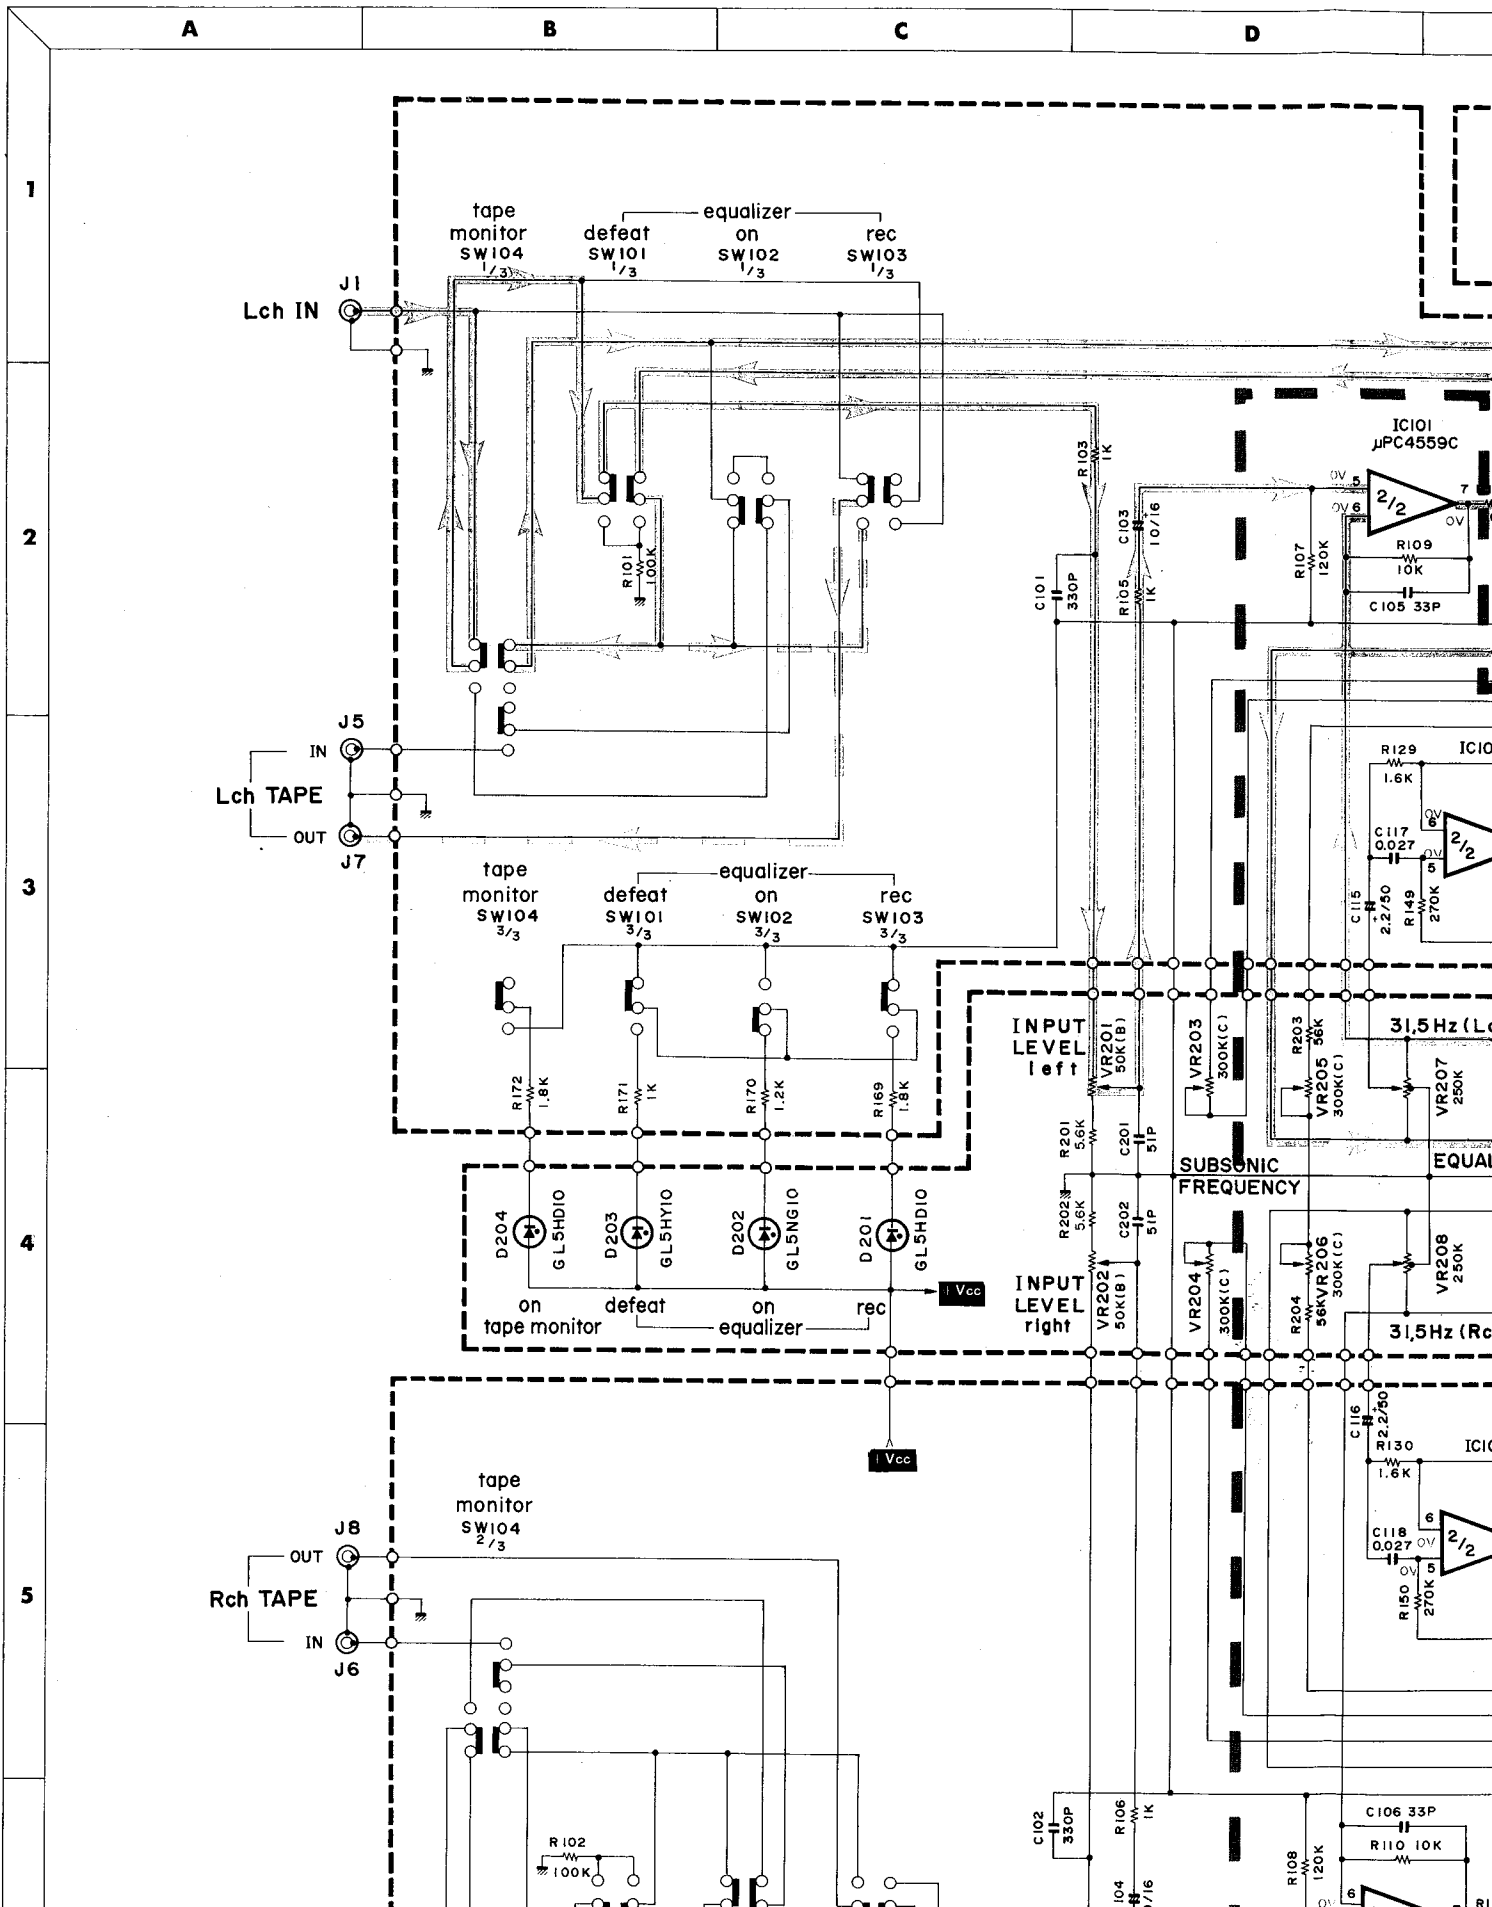 A B C D
1
tape
monitor
SW104
1/3
equalizer
defeat
SW101
1/3
on
SW102
1/3
rec
SW103
1/3
J1
Lch IN
IC101
µPC4559C
R103
1K
0V
5
0V
6
2/2
7
0V
2
C103
+
10/16
R107
120K
R109
10K
R101
100K
C101
330P
R105
1K
C105 33P
J5
IN
Lch TAPE
OUT
J7
R129
1.6K
0V
6
C117
0.027
2/2
0V
5
C115
+
2.2/50
R149
270K
3
tape
monitor
SW104
3/3
equalizer
defeat
SW101
3/3
on
SW102
3/3
rec
SW103
3/3
INPUT
LEVEL
left
VR201
50K(B)
VR203
300K(C)
R203
56K
VR205
300K(C)
VR207
250K
R172
1.8K
R171
1K
R170
1.2K
R169
1.8K
R201
5.6K
C201
51P
SUBSONIC
FREQUENCY
4
D204
GL5HD10
D203
GL5HY10
D202
GL5NG10
D201
GL5HD10
R202
5.6K
C202
51P
INPUT
LEVEL
right
VR202
50K(B)
VR204
300K(C)
R204
56K
VR206
300K(C)
VR208
250K
on
tape monitor
defeat
on
rec
equalizer
Vcc
Vcc
C116
+
2.2/50
R130
1.6K
tape
monitor
SW104
2/3
J8
OUT
Rch TAPE
IN
J6
6
C118
0.027
0V
2/2
0V
5
R150
270K
5
C102
330P
R106
1K
C106 33P
R110 10K
R108
120K
R102
100K
6
0V